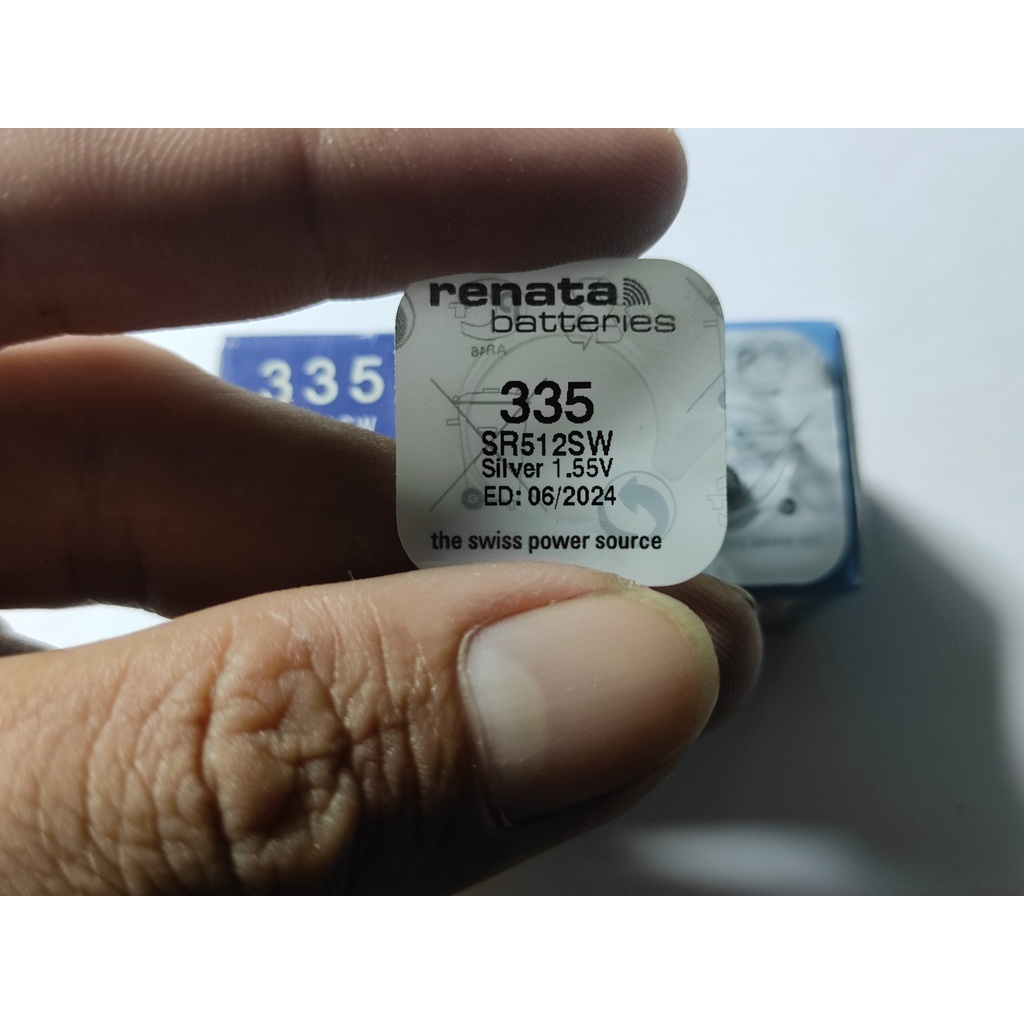 renata
batteries
335
SR512SW
Silver 1.55V
ED: 06/2024
the swiss power source
335